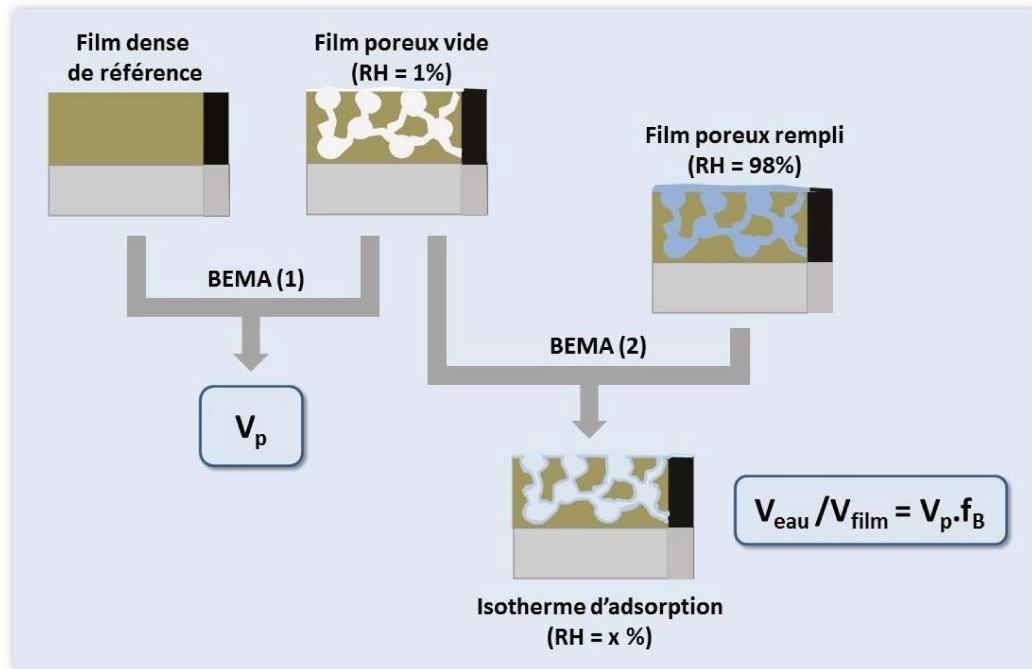 Film dense
de référence
Film poreux vide
(RH = 1%)
Film poreux rempli
(RH = 98%)
BEMA (1)
BEMA (2)
Vp
Veau /Vfilm = Vp.fB
Isotherme d’adsorption
(RH = x %)